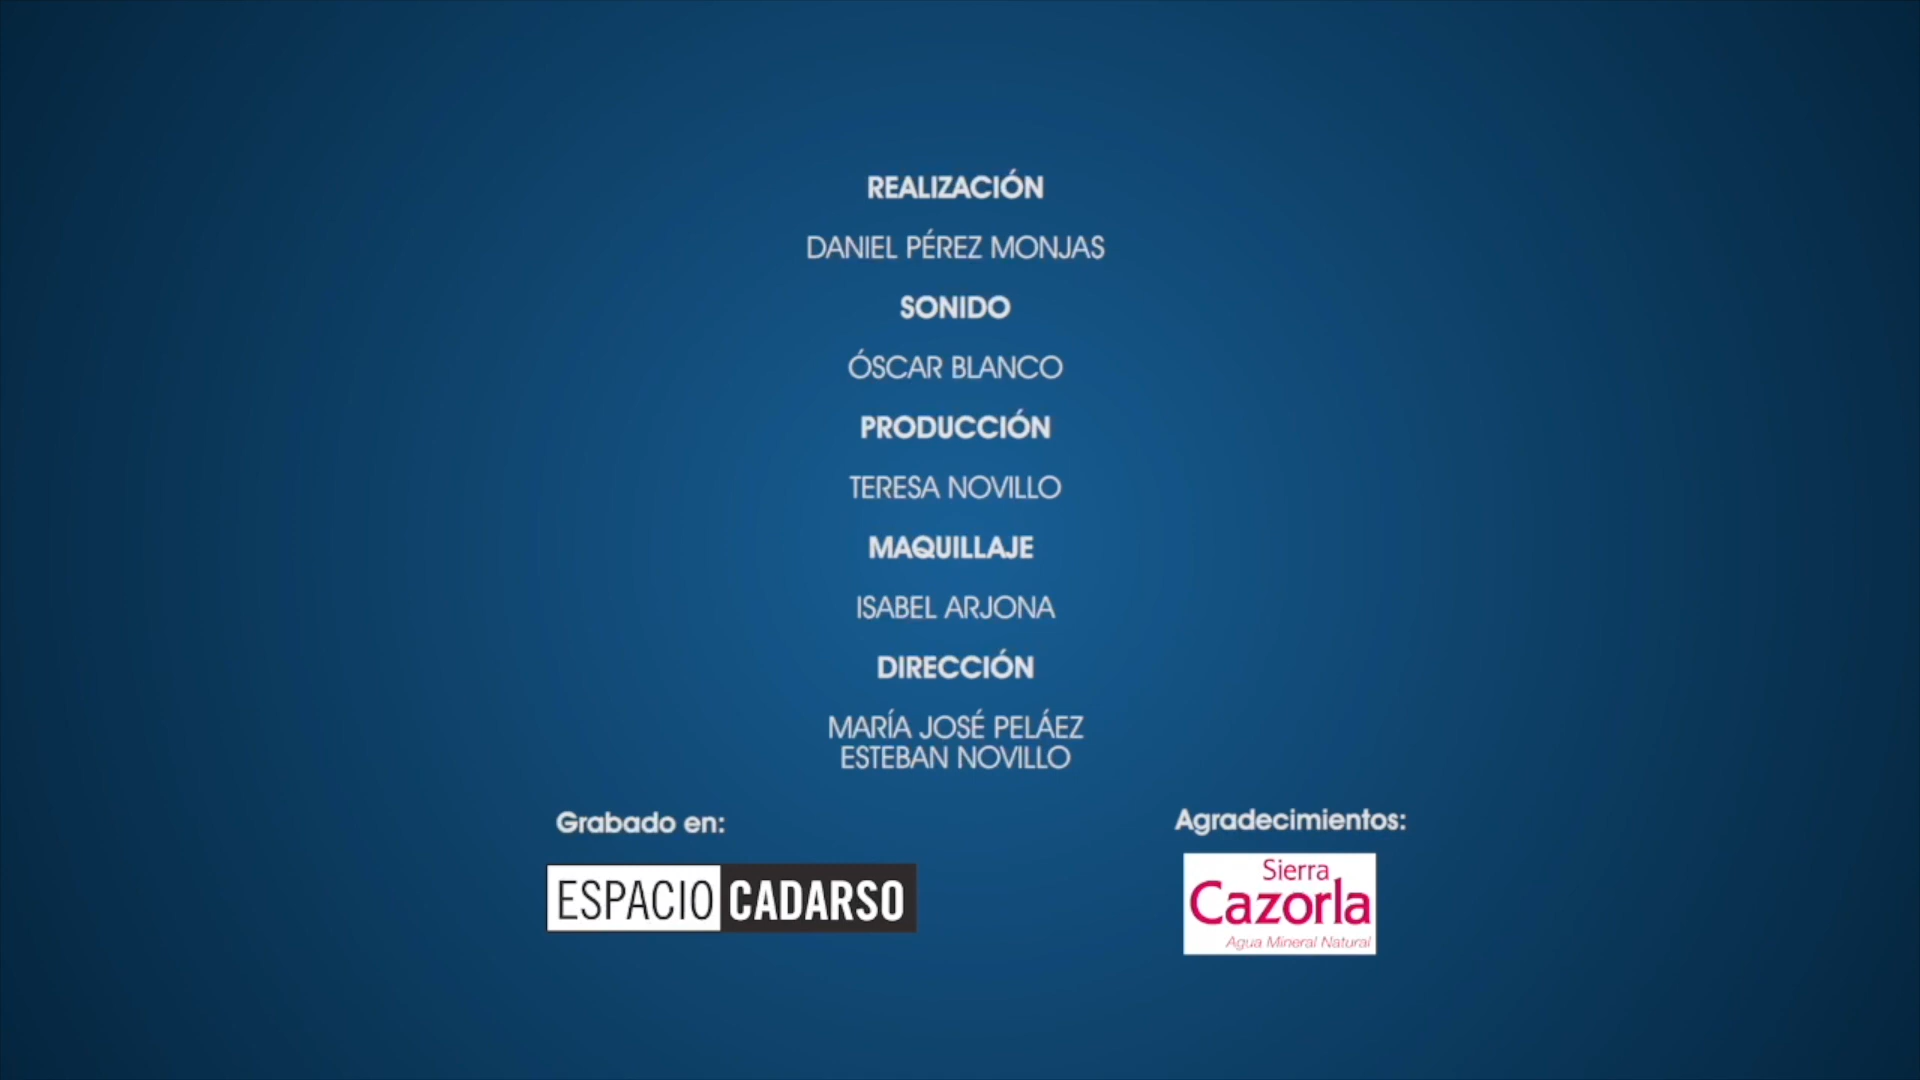 REALIZACIÓN
DANIEL PÉREZ MONJAS
SONIDO
ÓSCAR BLANCO
PRODUCCIÓN
TERESA NOVILLO
MAQUILLAJE
ISABEL ARJONA
DIRECCIÓN
MARÍA JOSÉ PELÁEZ
ESTEBAN NOVILLO
Grabado en:
ESPACIO CADARSO
Agradecimientos:
Sierra
Cazorla
Agua Mineral Natural